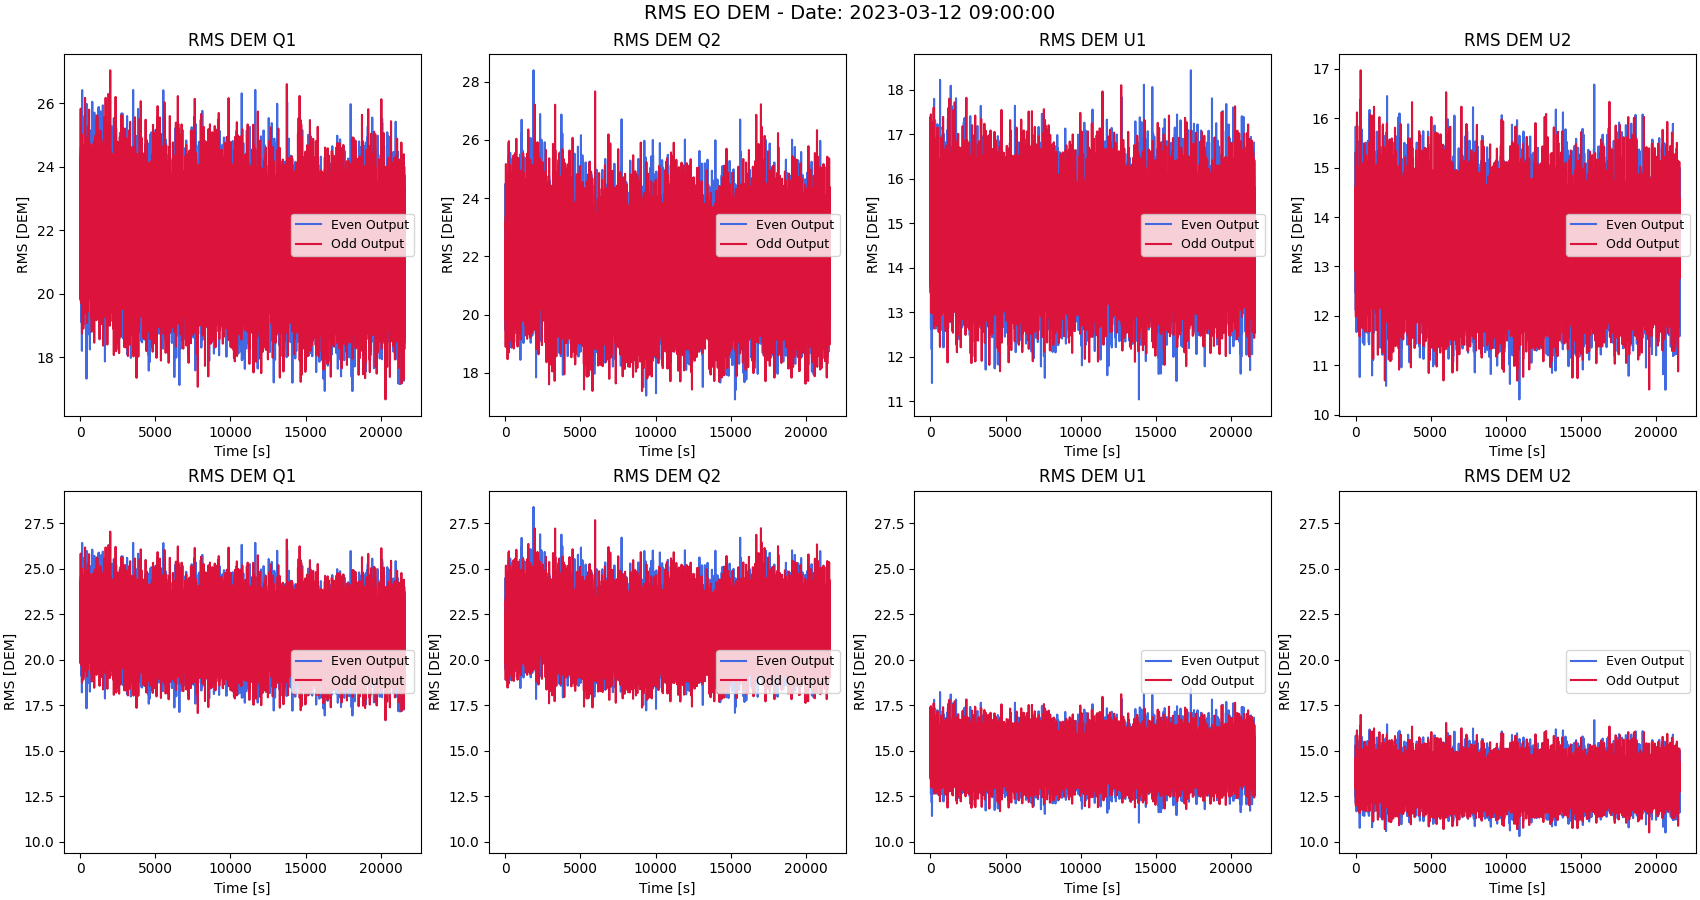 RMS EO DEM - Date: 2023-03-12 09:00:00
RMS DEM Q1
RMS [DEM]
26
24
22
20
18
0 5000 10000 15000 20000
Time [s]
Even Output
Odd Output
RMS DEM Q2
RMS [DEM]
28
26
24
22
20
18
0 5000 10000 15000 20000
Time [s]
Even Output
Odd Output
RMS DEM U1
RMS [DEM]
18
17
16
15
14
13
12
11
0 5000 10000 15000 20000
Time [s]
Even Output
Odd Output
RMS DEM U2
RMS [DEM]
17
16
15
14
13
12
11
10
0 5000 10000 15000 20000
Time [s]
Even Output
Odd Output
RMS DEM Q1
RMS [DEM]
27.5
25.0
22.5
20.0
17.5
15.0
12.5
10.0
0 5000 10000 15000 20000
Time [s]
Even Output
Odd Output
RMS DEM Q2
RMS [DEM]
27.5
25.0
22.5
20.0
17.5
15.0
12.5
10.0
0 5000 10000 15000 20000
Time [s]
Even Output
Odd Output
RMS DEM U1
RMS [DEM]
27.5
25.0
22.5
20.0
17.5
15.0
12.5
10.0
0 5000 10000 15000 20000
Time [s]
Even Output
Odd Output
RMS DEM U2
RMS [DEM]
27.5
25.0
22.5
20.0
17.5
15.0
12.5
10.0
0 5000 10000 15000 20000
Time [s]
Even Output
Odd Output